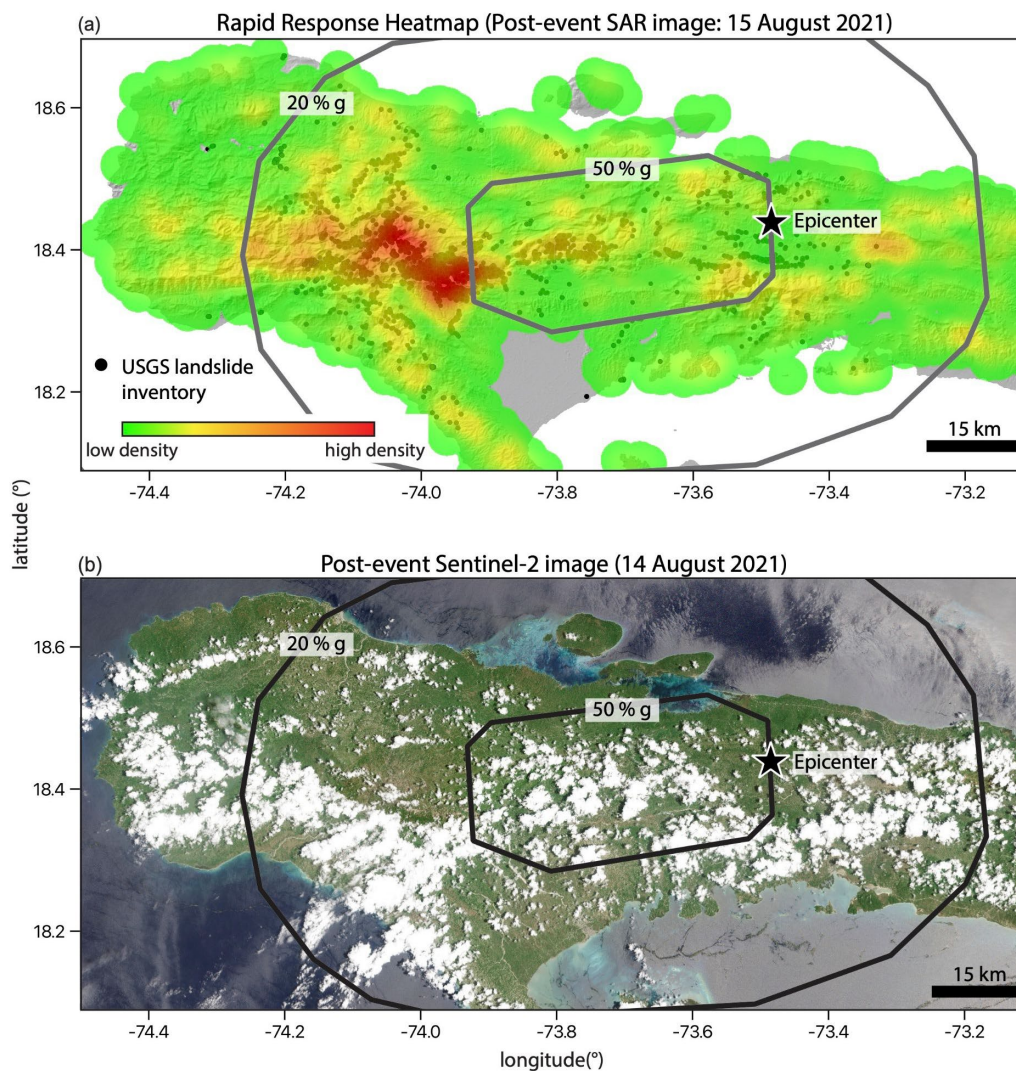 (a)
Rapid Response Heatmap (Post-event SAR image: 15 August 2021)
18.6
18.4
18.2
20 % g
50 % g
Epicenter
USGS landslide
inventory
low density
high density
15 km
-74.4
-74.2
-74.0
-73.8
-73.6
-73.4
-73.2
latitude (°)
(b)
Post-event Sentinel-2 image (14 August 2021)
18.6
18.4
18.2
20 % g
50 % g
Epicenter
15 km
-74.4
-74.2
-74.0
-73.8
-73.6
-73.4
-73.2
longitude(°)